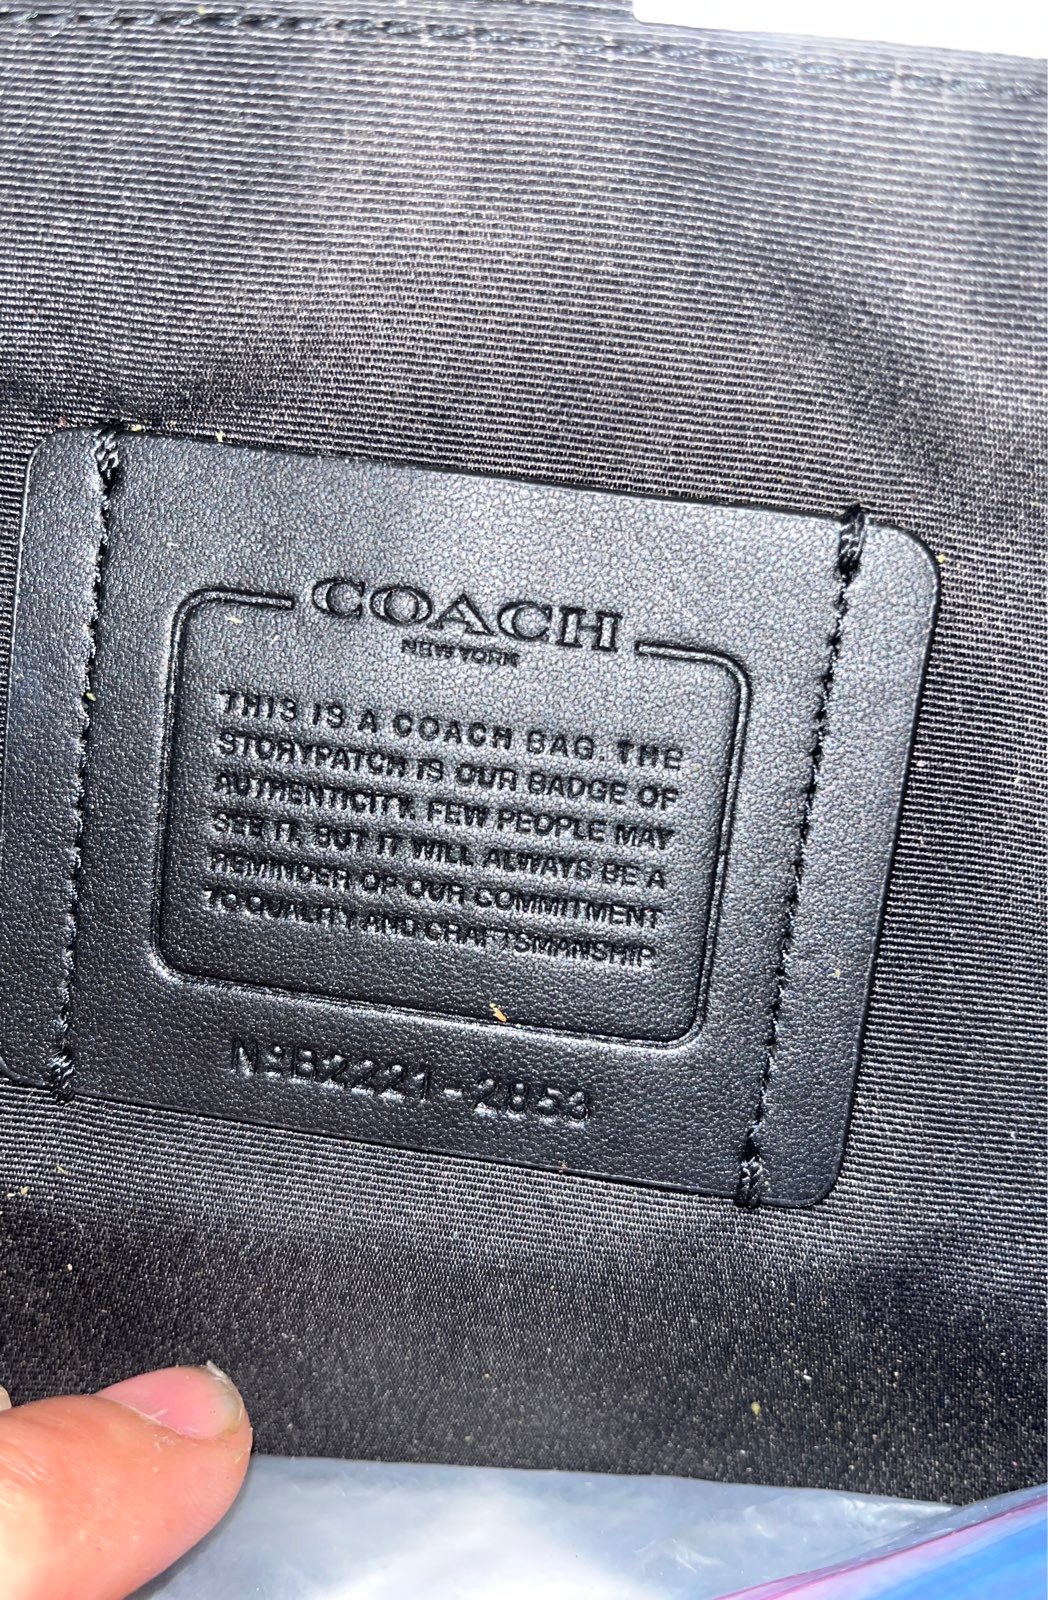 COACH
NEW YORK
THIS IS A COACH BAG. THE
STORYPATCH IS OUR BADGE OF
AUTHENTICITY. FEW PEOPLE MAY
SEE IT, BUT IT WILL ALWAYS BE A
REMINDER OF OUR COMMITMENT
TO QUALITY AND CRAFTSMANSHIP.
Nº B2221-2853